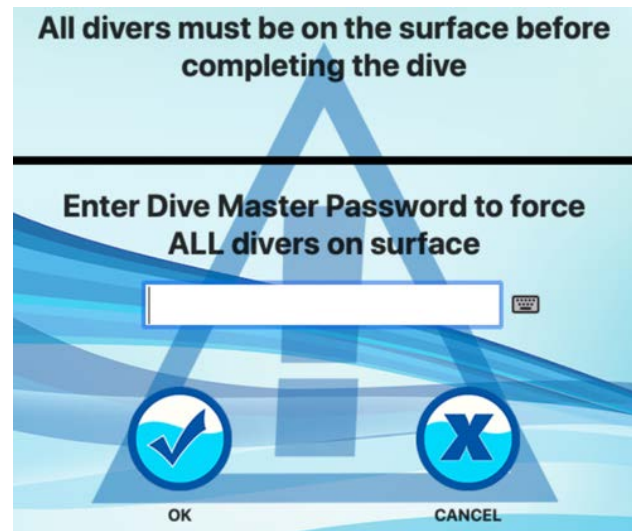 All divers must be on the surface before
completing the dive
Enter Dive Master Password to force
ALL divers on surface
OK
CANCEL